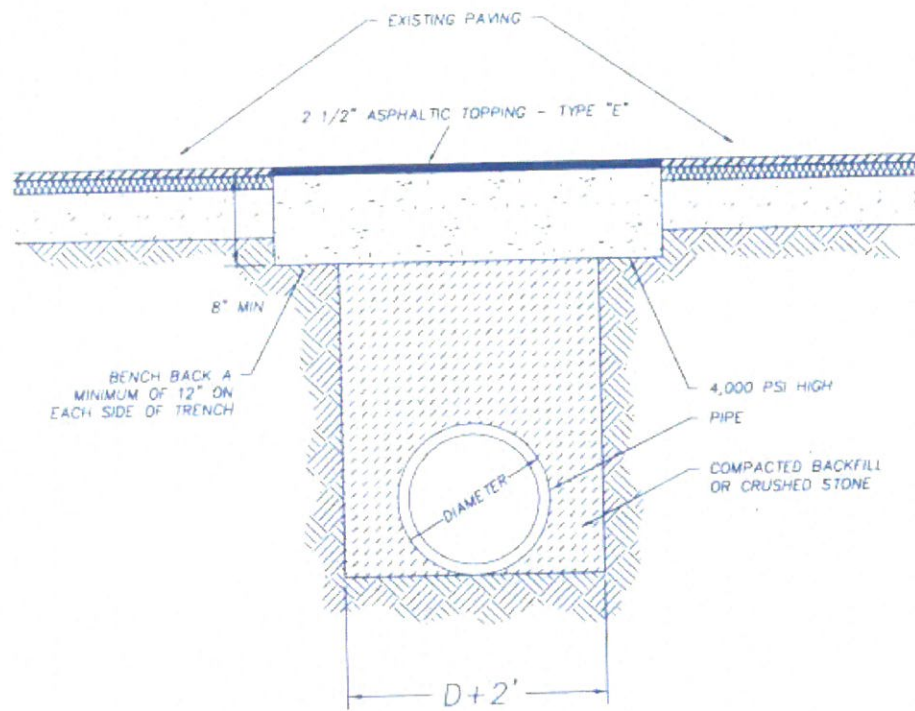 EXISTING PAVING
2 1/2" ASPHALTIC TOPPING - TYPE "E"
8" MIN
BENCH BACK A
MINIMUM OF 12" ON
EACH SIDE OF TRENCH
4,000 PSI HIGH
PIPE
DIAMETER
COMPACTED BACKFILL
OR CRUSHED STONE
D+2'